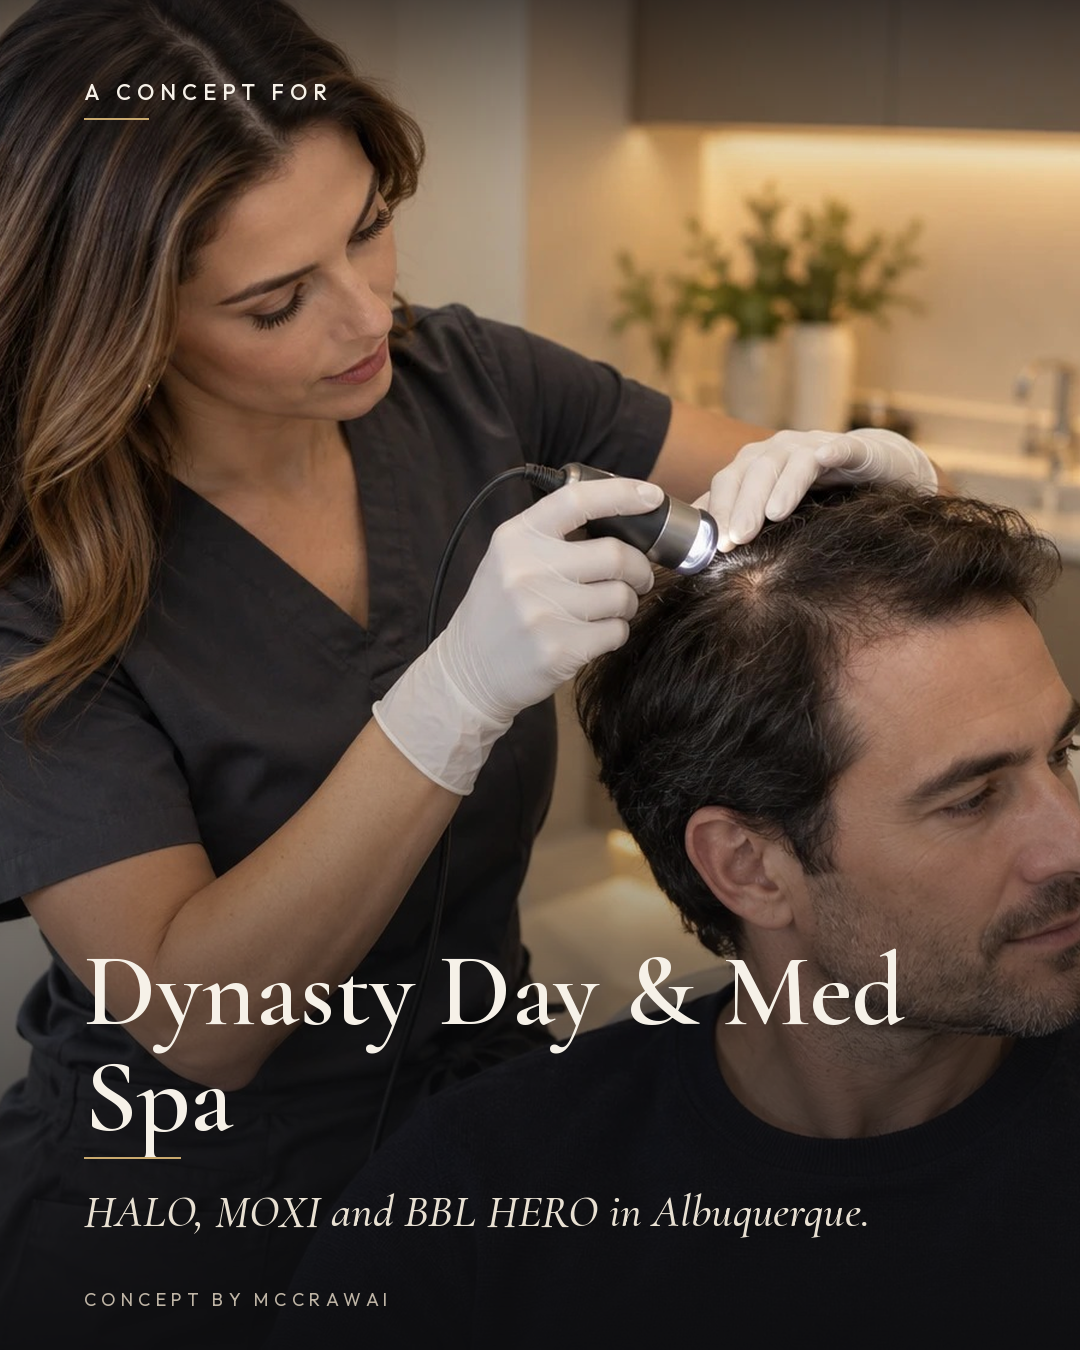 A CONCEPT FOR
Dynasty Day & Med
Spa
HALO, MOXI and BBL HERO in Albuquerque.
CONCEPT BY MCCRAWAI